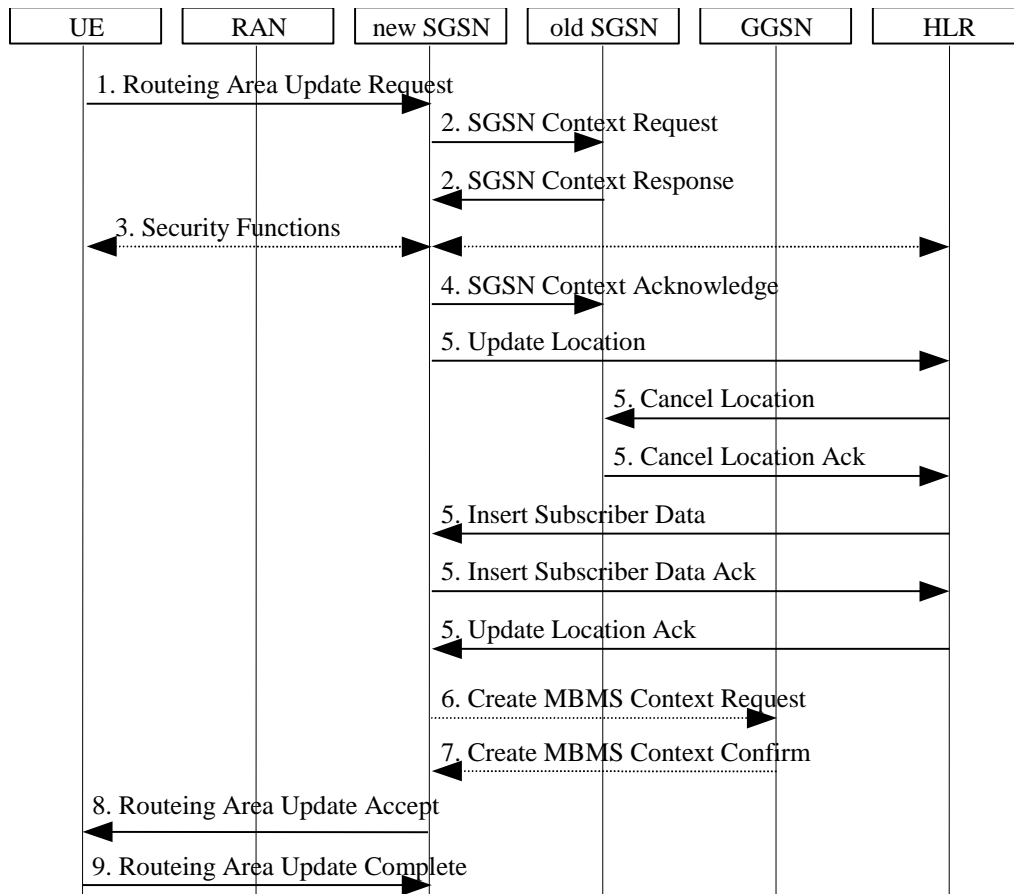 UE
RAN
new SGSN
old SGSN
GGSN
HLR
1. Routeing Area Update Request
2. SGSN Context Request
2. SGSN Context Response
3. Security Functions
4. SGSN Context Acknowledge
5. Update Location
5. Cancel Location
5. Cancel Location Ack
5. Insert Subscriber Data
5. Insert Subscriber Data Ack
5. Update Location Ack
6. Create MBMS Context Request
7. Create MBMS Context Confirm
8. Routeing Area Update Accept
9. Routeing Area Update Complete